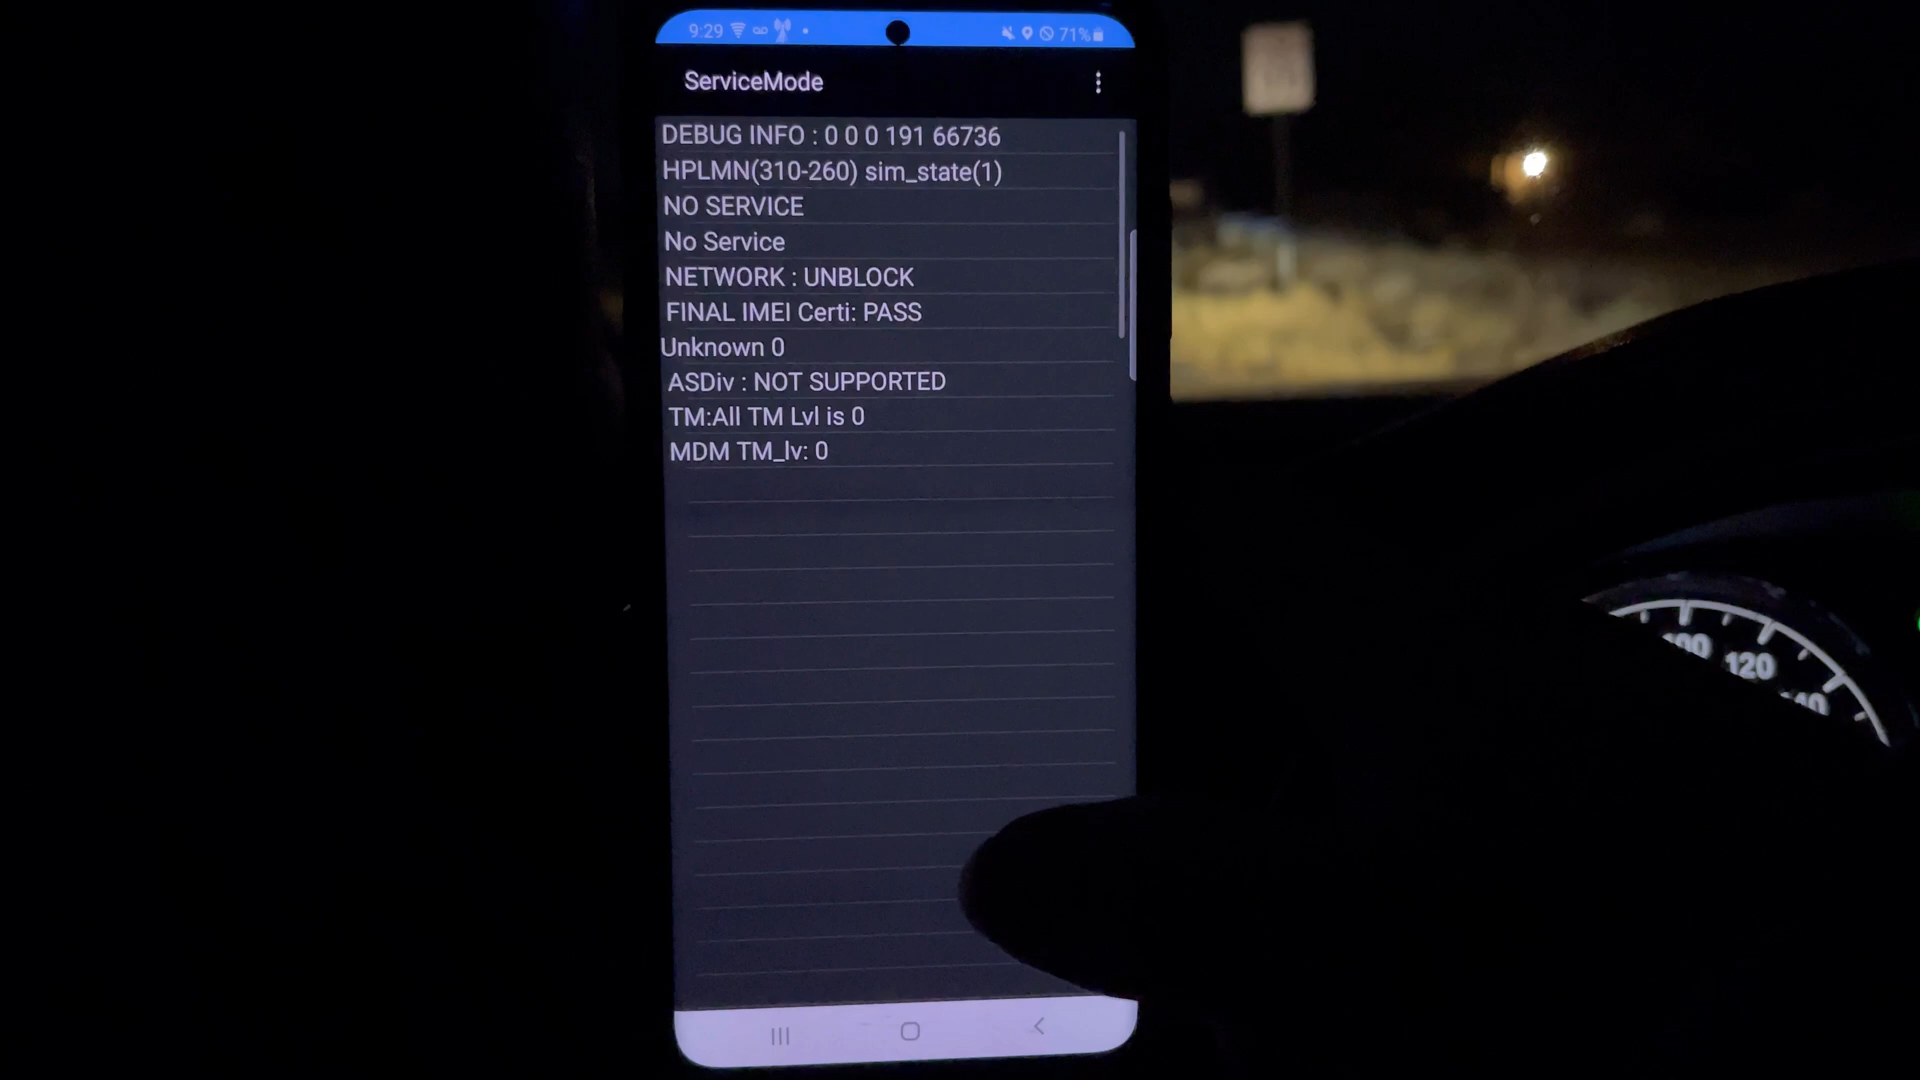 9:29 71%
ServiceMode
DEBUG INFO : 0 0 0 191 66736
HPLMN(310-260) sim_state(1)
NO SERVICE
No Service
NETWORK : UNBLOCK
FINAL IMEI Certi: PASS
Unknown 0
ASDiv : NOT SUPPORTED
TM:All TM Lvl is 0
MDM TM_lv: 0
120